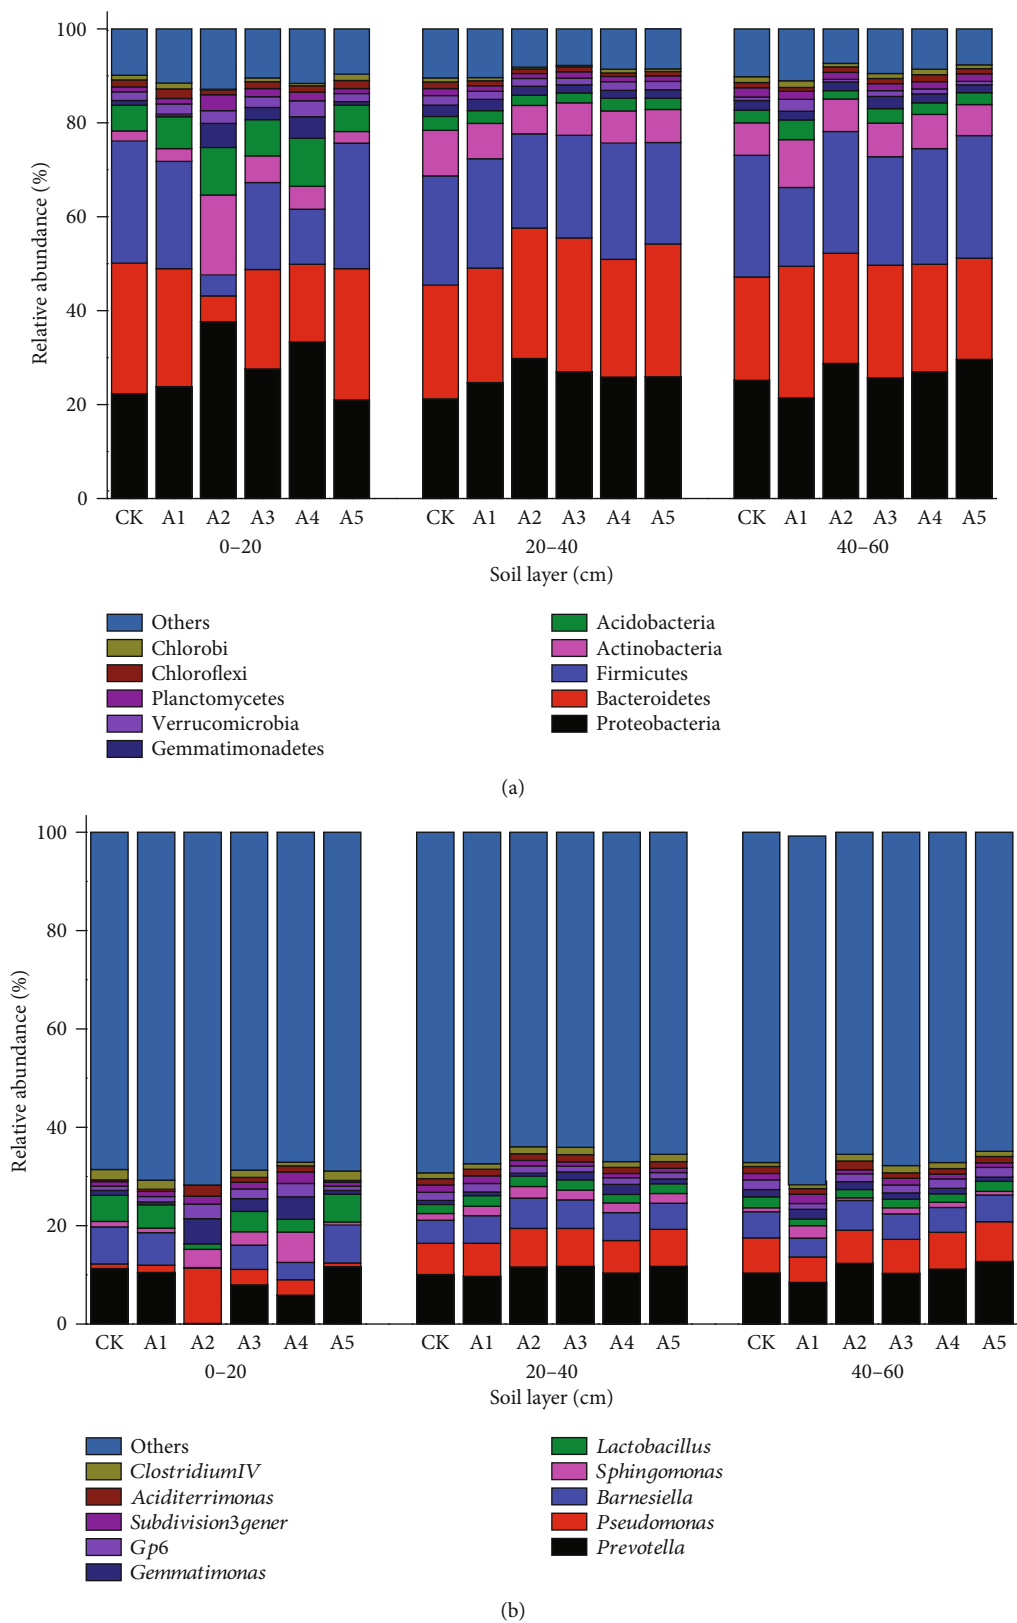 100
80
60
40
20
0
Relative abundance (%)
CK A1 A2 A3 A4 A5 CK A1 A2 A3 A4 A5 CK A1 A2 A3 A4 A5
0–20 20–40 40–60
Soil layer (cm)
Others
Chlorobi
Chloroflexi
Planctomycetes
Verrucomicrobia
Gemmatimonadetes
Acidobacteria
Actinobacteria
Firmicutes
Bacteroidetes
Proteobacteria
(a)
100
80
60
40
20
0
Relative abundance (%)
CK A1 A2 A3 A4 A5 CK A1 A2 A3 A4 A5 CK A1 A2 A3 A4 A5
0–20 20–40 40–60
Soil layer (cm)
Others
ClostridiumIV
Aciditerrimonas
Subdivision3gener
Gp6
Gemmatimonas
Lactobacillus
Sphingomonas
Barnesiella
Pseudomonas
Prevotella
(b)